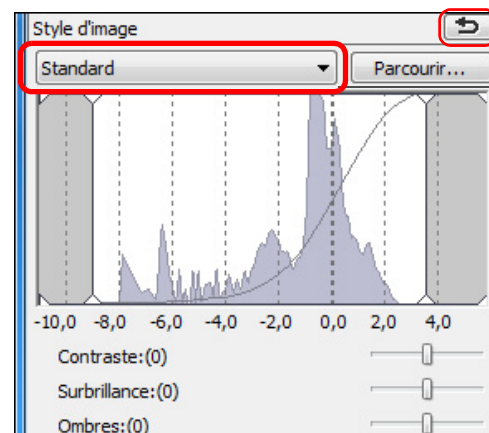 Style d'image
Standard Parcourir...
-10,0 -8,0 -6,0 -4,0 -2,0 0,0 2,0 4,0
Contraste:(0)
Surbrillance:(0)
Ombres:(0)